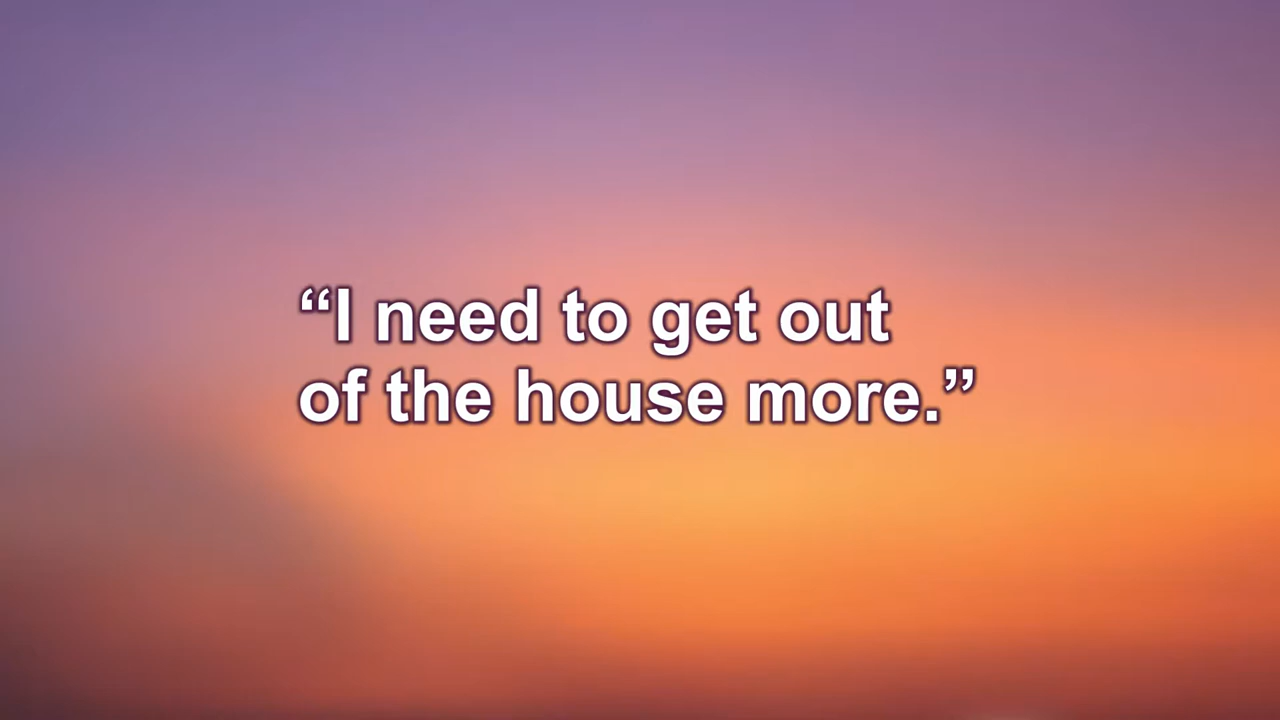 “I need to get out
of the house more.”